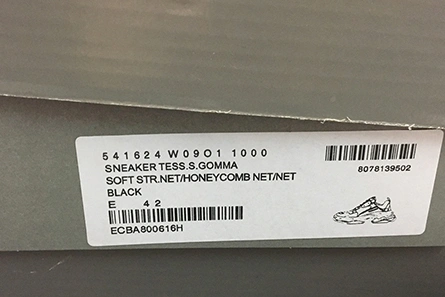 541624 W09O1 1000
SNEAKER TESS.S.GOMMA
SOFT STR.NET/HONEYCOMB NET/NET
BLACK
E 42
ECBA800616H
8078139502